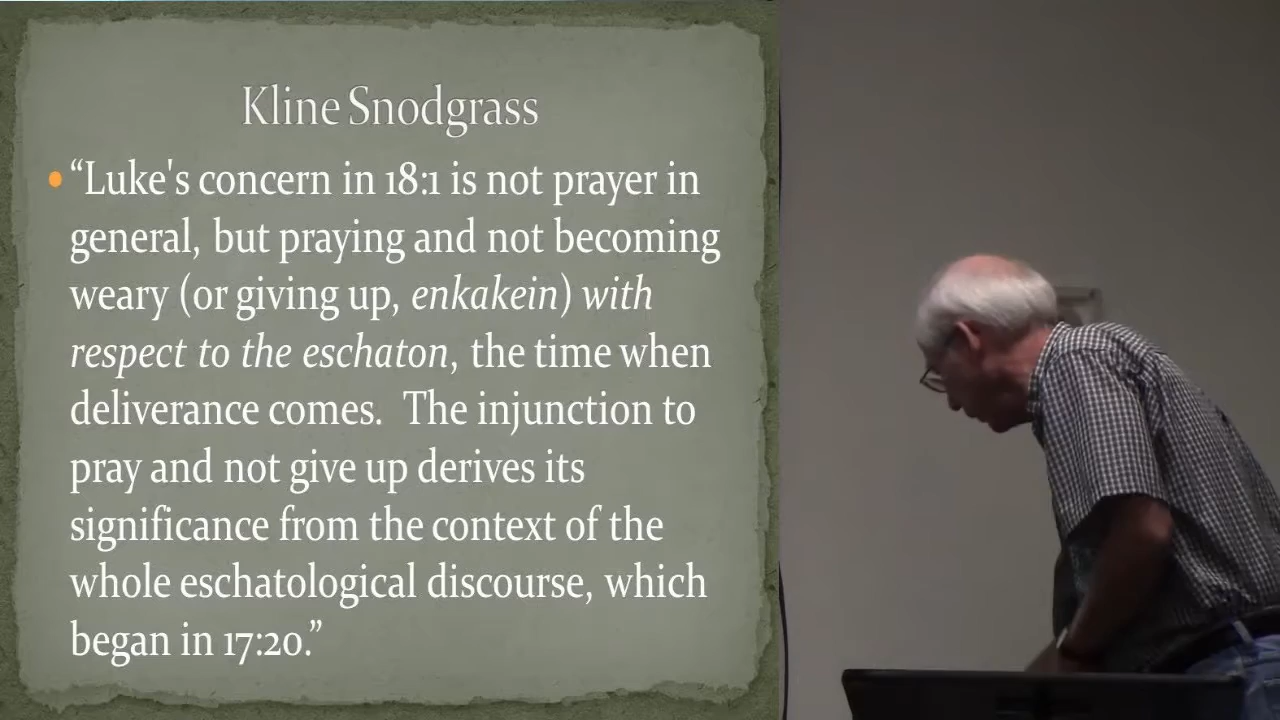 Kline Snodgrass
• “Luke's concern in 18:1 is not prayer in
general, but praying and not becoming
weary (or giving up, enkakein) with
respect to the eschaton, the time when
deliverance comes.  The injunction to
pray and not give up derives its
significance from the context of the
whole eschatological discourse, which
began in 17:20.”